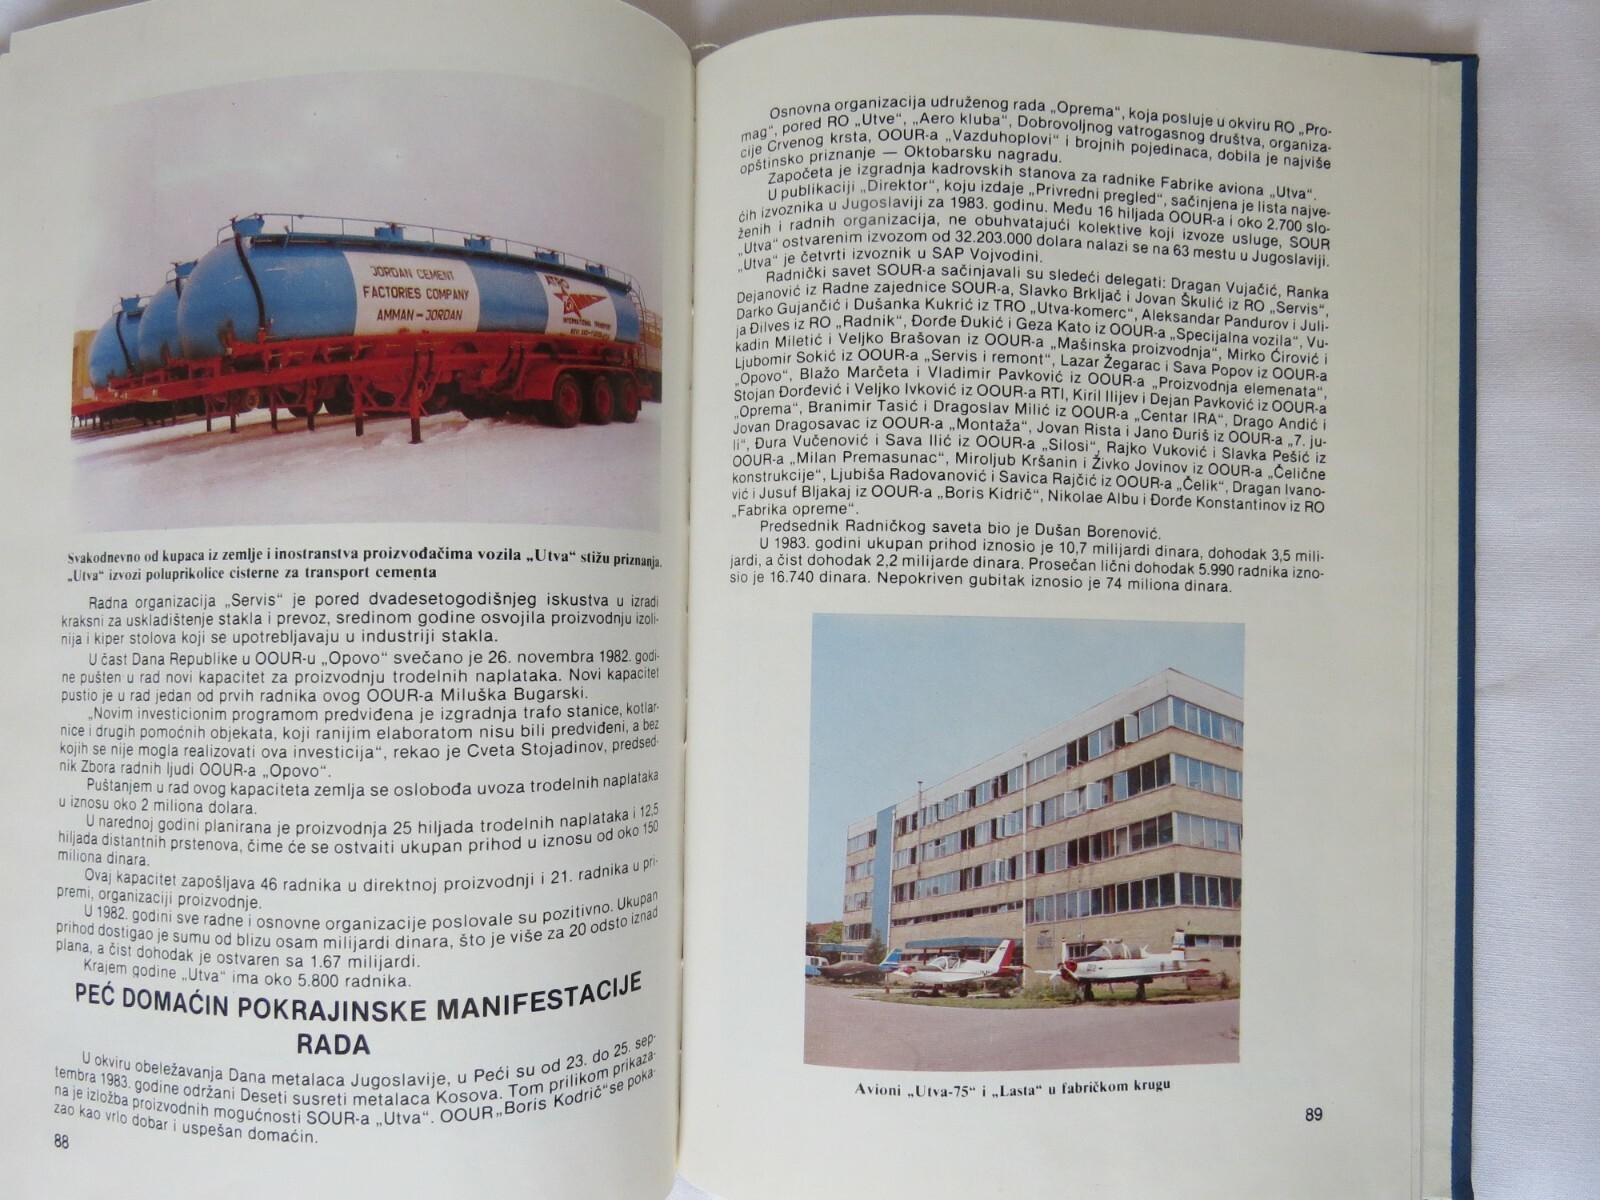 JORDAN CEMENT
FACTORIES COMPANY
AMMAN – JORDAN
ATRO
INTERNATIONAL TRANSPORT
Svakodnevno od kupaca iz zemlje i inostranstva proizvođačima vozila „Utva“ stižu priznanja.
„Utva“ izvozi poluprikolice cisterne za transport cementa
Radna organizacija „Servis“ je pored dvadesetogodišnjeg iskustva u izradi
kraksni za uskladištenje stakla i prevoz, sredinom godine osvojila proizvodnju izoli-
nija i kiper stolova koji se upotrebljavaju u industriji stakla.
U čast Dana Republike u OOUR-u „Opovo“ svečano je 26. novembra 1982. godi-
ne pušten u rad novi kapacitet za proizvodnju trodelnih naplataka. Novi kapacitet
pustio je u rad jedan od prvih radnika ovog OOUR-a Miluška Bugarski.
„Novim investicionim programom predviđena je izgradnja trafo stanice, kotlar-
nice i drugih pomoćnih objekata, koji ranijim elaboratom nisu bili predviđeni, a bez
kojih se nije mogla realizovati ova investicija“, rekao je Cveta Stojadinov, predsed-
nik Zbora radnih ljudi OOUR-a „Opovo“.
Puštanjem u rad ovog kapaciteta zemlja se oslobođa uvoza trodelnih naplataka
u iznosu oko 2 miliona dolara.
U narednoj godini planirana je proizvodnja 25 hiljada trodelnih naplataka i 12,5
hiljada distantnih prstenova, čime će se ostvaiti ukupan prihod u iznosu od oko 150
miliona dinara.
Ovaj kapacitet zapošljava 46 radnika u direktnoj proizvodnji i 21. radnika u pri-
premi, organizaciji proizvodnje.
U 1982. godini sve radne i osnovne organizacije poslovale su pozitivno. Ukupan
prihod dostigao je sumu od blizu osam milijardi dinara, što je više za 20 odsto iznad
plana, a čist dohodak je ostvaren sa 1.67 milijardi.
Krajem godine „Utva“ ima oko 5.800 radnika.
PEĆ DOMAĆIN POKRAJINSKE MANIFESTACIJE
RADA
U okviru obeležavanja Dana metalaca Jugoslavije, u Peći su od 23. do 25. sep-
tembra 1983. godine održani Deseti susreti metalaca Kosova. Tom prilikom prikaza-
na je izložba proizvodnih mogućnosti SOUR-a „Utva“. OOUR „Boris Kodrič“ se poka-
zao kao vrlo dobar i uspešan domaćin.
88
Osnovna organizacija udruženog rada „Oprema“, koja posluje u okviru RO „Pro-
mag“, pored RO „Utve“, „Aero kluba“, Dobrovoljnog vatrogasnog društva, organiza-
cije Crvenog krsta, OOUR-a „Vazduhoplovi“ i brojnih pojedinaca, dobila je najviše
opštinsko priznanje — Oktobarsku nagradu.
Započeta je izgradnja kadrovskih stanova za radnike Fabrike aviona „Utva“.
U publikaciji „Direktor“, koju izdaje „Privredni pregled“, sačinjena je lista najve-
ćih izvoznika u Jugoslaviji za 1983. godinu. Među 16 hiljada OOUR-a i oko 2.700 slo-
ženih i radnih organizacija, ne obuhvatajući kolektive koji izvoze usluge, SOUR
„Utva“ ostvarenim izvozom od 32.203.000 dolara nalazi se na 63 mestu u Jugoslaviji.
„Utva“ je četvrti izvoznik u SAP Vojvodini.
Radnički savet SOUR-a sačinjavali su sledeći delegati: Dragan Vujačić, Ranka
Dejanović iz Radne zajednice SOUR-a, Slavko Brkljač i Jovan Škulić iz RO „Servis“,
Darko Gujančić i Dušanka Kukrić iz TRO „Utva-komerc“, Aleksandar Pandurov i Juli-
ja Đilves iz RO „Radnik“, Đorđe Đukić i Geza Kato iz OOUR-a „Specijalna vozila“, Vu-
kadin Miletić i Veljko Brašovan iz OOUR-a „Mašinska proizvodnja“, Mirko Ćirović i
Ljubomir Sokić iz OOUR-a „Servis i remont“, Lazar Žegarac i Sava Popov iz OOUR-a
„Opovo“, Blažo Marčeta i Vladimir Pavković iz OOUR-a „Proizvodnja elemenata“,
Stojan Đorđević i Veljko Ivković iz OOUR-a RTI, Kiril Ilijev i Dejan Pavković iz OOUR-a
„Oprema“, Branimir Tasić i Dragoslav Milić iz OOUR-a „Centar IRA“, Drago Andić i
Jovan Dragosavac iz OOUR-a „Montaža“, Jovan Rista i Jano Đuriš iz OOUR-a „7. ju-
li“, Đura Vučenović i Sava Ilić iz OOUR-a „Silosi“, Rajko Vuković i Slavka Pešić iz
OOUR-a „Milan Premasunac“, Miroljub Kršanin i Živko Jovinov iz OOUR-a „Čelične
konstrukcije“, Ljubiša Radovanović i Savica Rajčić iz OOUR-a „Čelik“, Dragan Ivano-
vić i Jusuf Bljakaj iz OOUR-a „Boris Kidrič“, Nikolae Albu i Đorđe Konstantinov iz RO
„Fabrika opreme“.
Predsednik Radničkog saveta bio je Dušan Borenović.
U 1983. godini ukupan prihod iznosio je 10,7 milijardi dinara, dohodak 3,5 mili-
jardi, a čist dohodak 2,2 milijarde dinara. Prosečan lični dohodak 5.990 radnika izno-
sio je 16.740 dinara. Nepokriven gubitak iznosio je 74 miliona dinara.
Avioni „Utva-75“ i „Lasta“ u fabričkom krugu
89